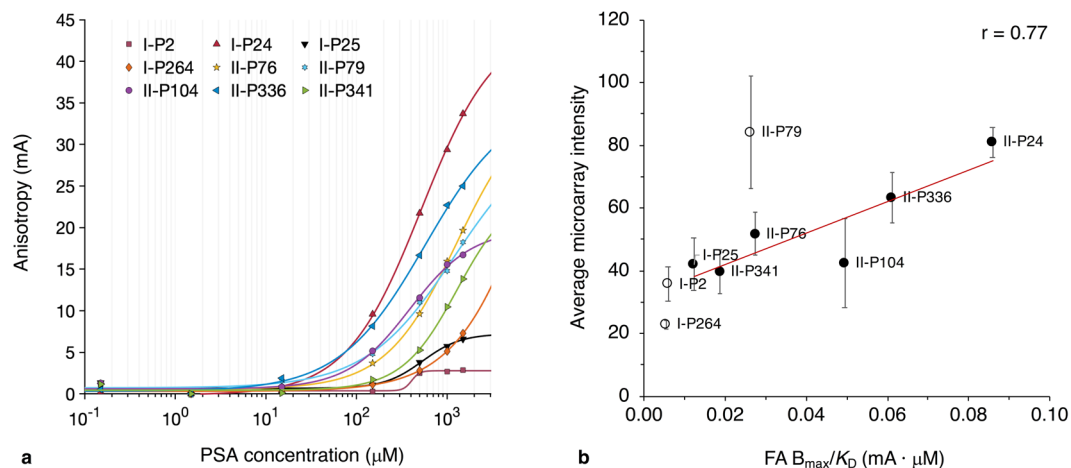 45
40
35
30
25
20
15
10
5
0
Anisotropy (mA)
I-P2 I-P24 I-P25
I-P264 II-P76 II-P79
II-P104 II-P336 II-P341
10⁻¹ 10⁰ 10¹ 10² 10³
PSA concentration (μM)
a
r = 0.77
120
100
80
60
40
20
0
Average microarray intensity
II-P79
II-P24
II-P336
II-P76
I-P25
II-P341
II-P104
I-P2
I-P264
0.00 0.02 0.04 0.06 0.08 0.10
FA Bmax/KD (mA · μM)
b